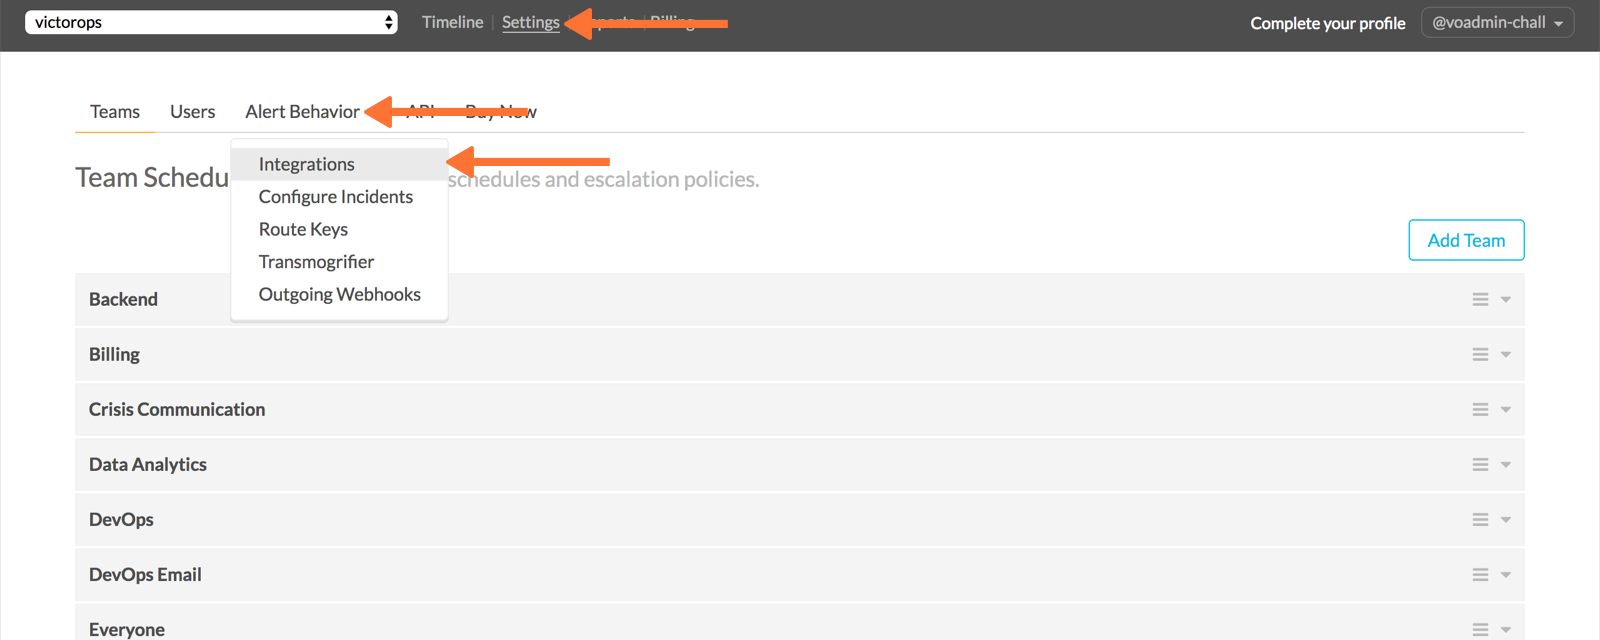 victorops Timeline Settings Reports Billing Complete your profile @voadmin-chall
Teams Users Alert Behavior API Buy Now
Integrations
Team Schedu schedules and escalation policies.
Configure Incidents
Route Keys
Add Team
Transmogrifier
Outgoing Webhooks
Backend
Billing
Crisis Communication
Data Analytics
DevOps
DevOps Email
Everyone